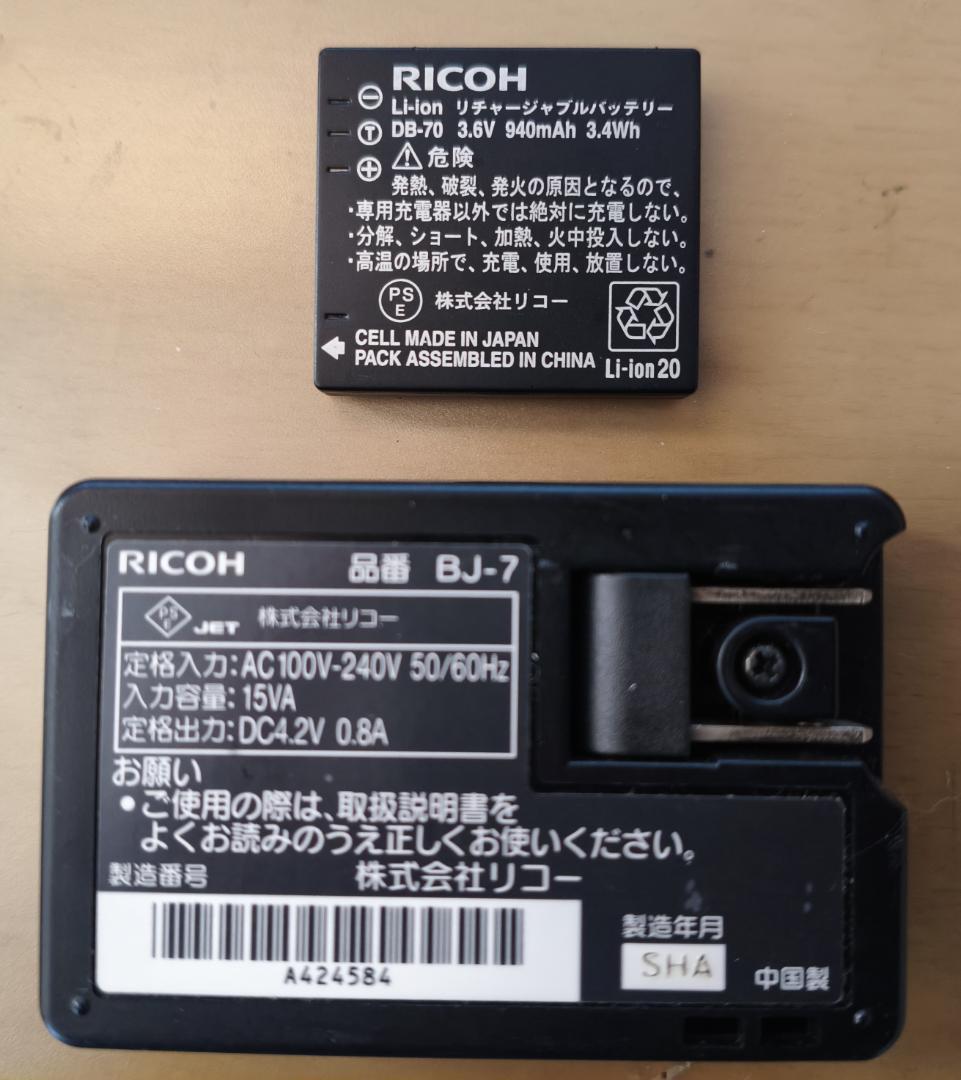 RICOH
Li-ion リチャージャブルバッテリー
DB-70 3.6V 940mAh 3.4Wh
危険
発熱、破裂、発火の原因となるので、
・専用充電器以外では絶対に充電しない。
・分解、ショート、加熱、火中投入しない。
・高温の場所で、充電、使用、放置しない。
T
PS
E
株式会社リコー
CELL MADE IN JAPAN
PACK ASSEMBLED IN CHINA
Li-ion20
RICOH 品番 BJ-7
PS
E
JET 株式会社リコー
定格入力:AC100V-240V 50/60Hz
入力容量:15VA
定格出力:DC4.2V 0.8A
お願い
●ご使用の際は、取扱説明書を
よくお読みのうえ正しくお使いください。
製造番号 株式会社リコー
A424584
製造年月
SHA
中国製